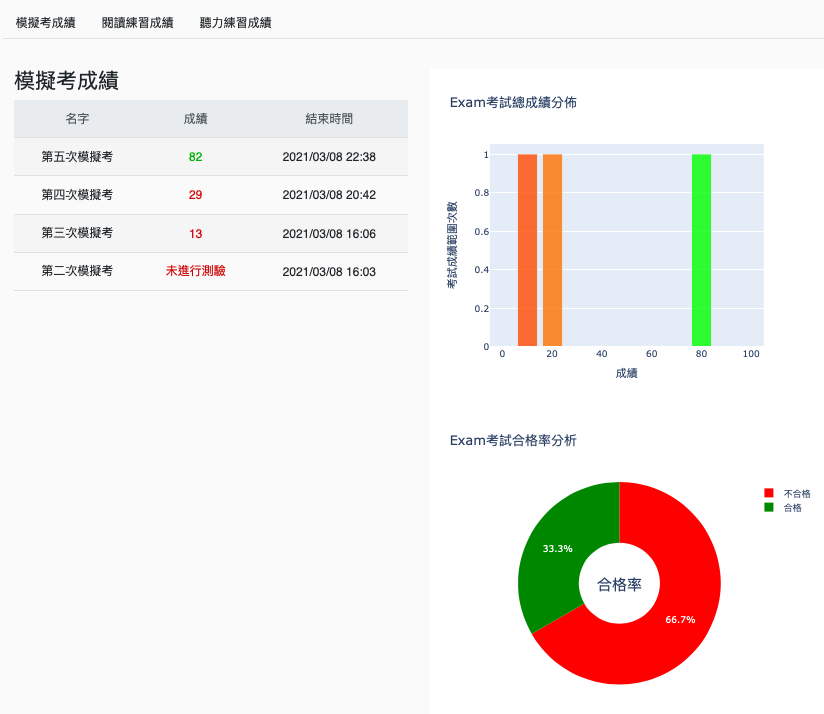 模擬考成績 閱讀練習成績 聽力練習成績
模擬考成績
名字 成績 結束時間
第五次模擬考 82 2021/03/08 22:38
第四次模擬考 29 2021/03/08 20:42
第三次模擬考 13 2021/03/08 16:06
第二次模擬考 未進行測驗 2021/03/08 16:03
Exam考試總成績分佈
考試成績範圍次數
1
0.8
0.6
0.4
0.2
0
0 20 40 60 80 100
成績
Exam考試合格率分析
不合格
合格
33.3%
合格率
66.7%